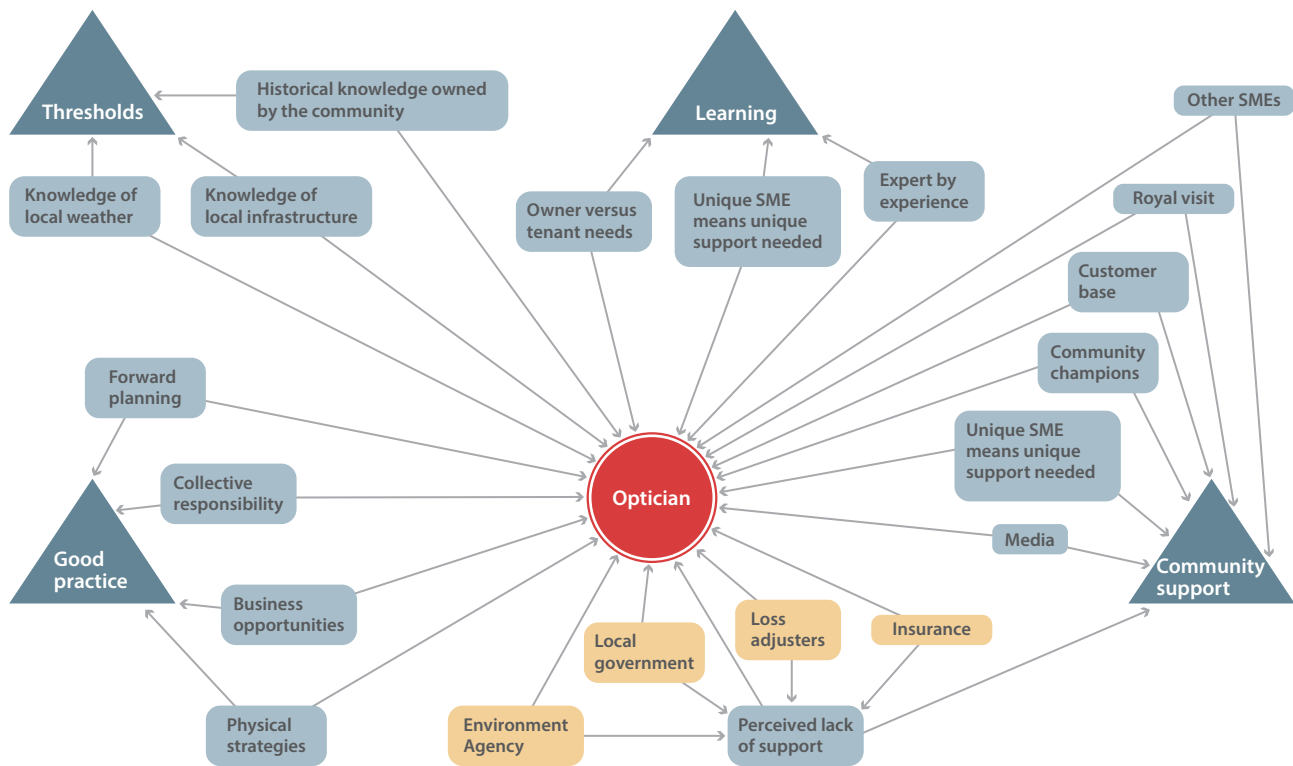 Thresholds
Historical knowledge owned
by the community
Learning
Other SMEs
Knowledge of
local weather
Knowledge of
local infrastructure
Owner versus
tenant needs
Unique SME
means unique
support needed
Expert by
experience
Royal visit
Customer
base
Community
champions
Forward
planning
Unique SME
means unique
support needed
Collective
responsibility
Optician
Media
Good
practice
Community
support
Business
opportunities
Local
government
Loss
adjusters
Insurance
Physical
strategies
Environment
Agency
Perceived lack
of support